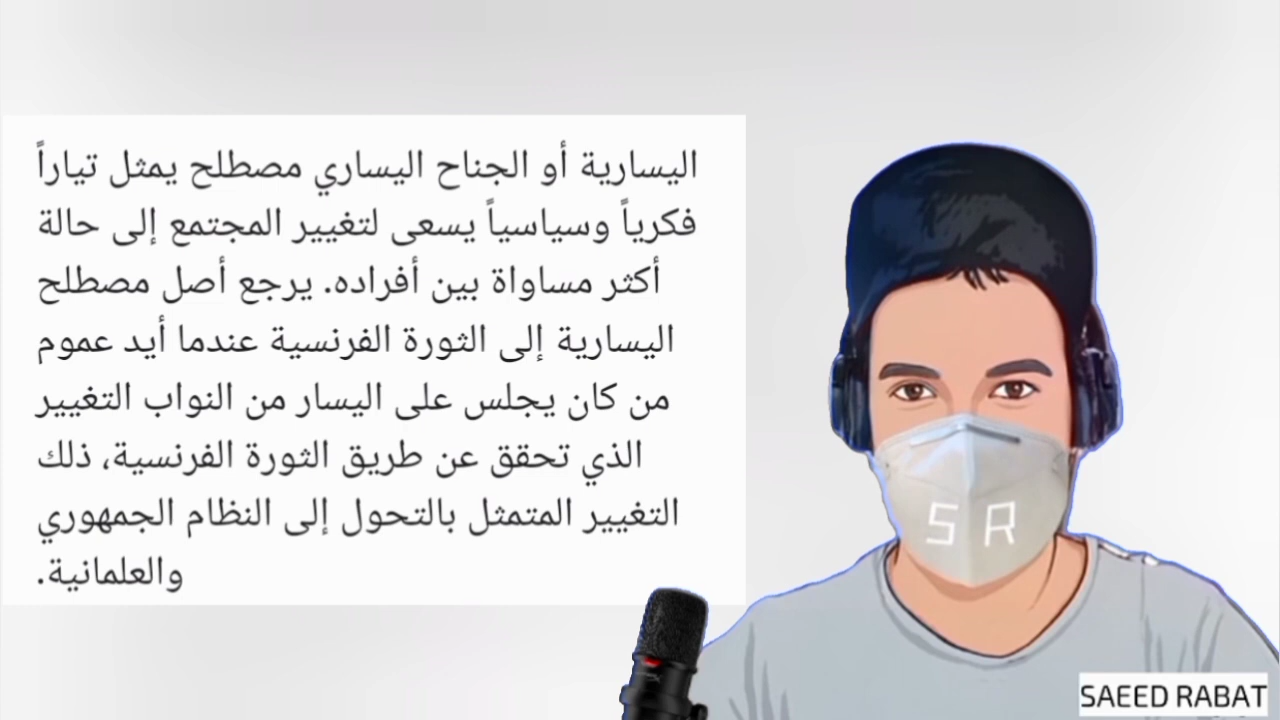 اليسارية أو الجناح اليساري مصطلح يمثل تياراً
فكرياً وسياسياً يسعى لتغيير المجتمع إلى حالة
أكثر مساواة بين أفراده. يرجع أصل مصطلح
اليسارية إلى الثورة الفرنسية عندما أيد عموم
من كان يجلس على اليسار من النواب التغيير
الذي تحقق عن طريق الثورة الفرنسية، ذلك
التغيير المتمثل بالتحول إلى النظام الجمهوري
والعلمانية.
S R
SAEED RABAT